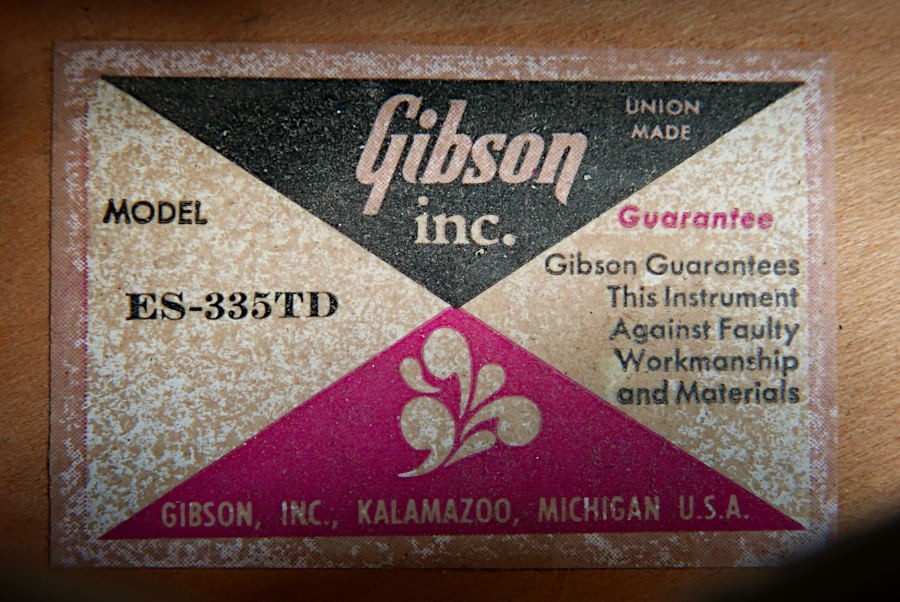 Gibson
inc.
UNION
MADE
MODEL
ES-335TD
Guarantee
Gibson Guarantees
This Instrument
Against Faulty
Workmanship
and Materials
GIBSON, INC., KALAMAZOO, MICHIGAN U.S.A.